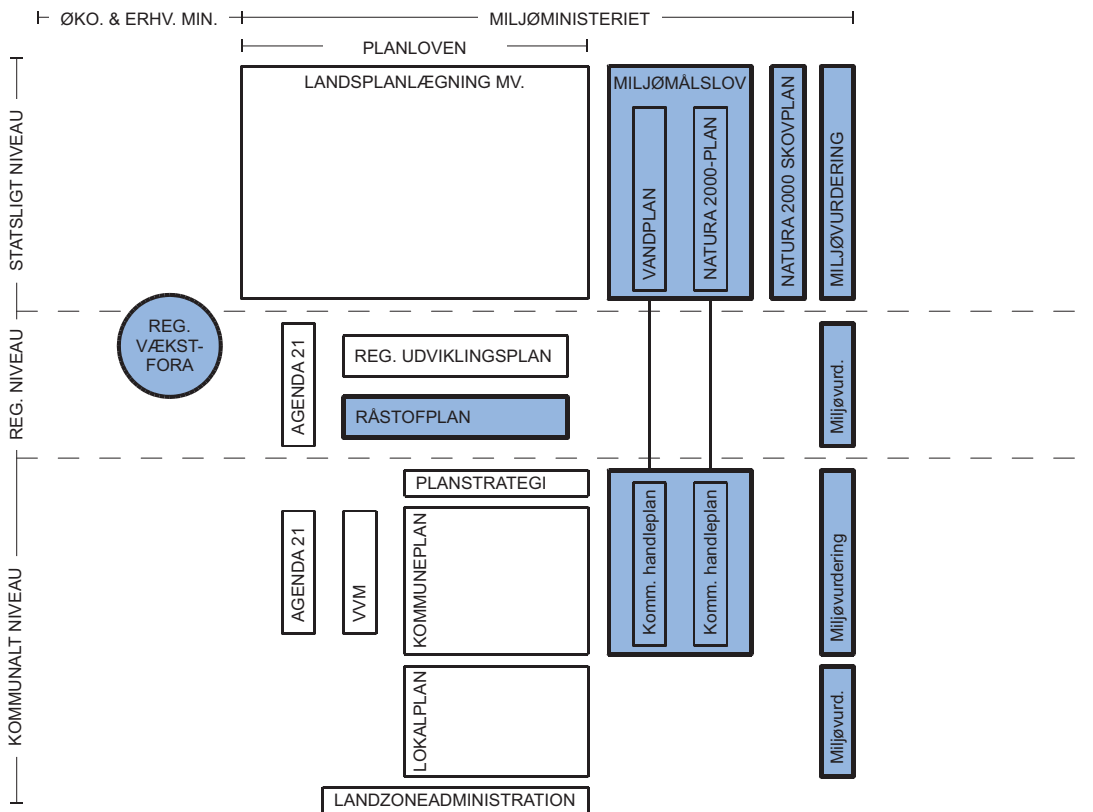 ØKO. & ERHV. MIN.
MILJØMINISTERIET
PLANLOVEN
STATSLIGT NIVEAU
LANDSPLANLÆGNING MV.
MILJØMÅLSLOV
VANDPLAN
NATURA 2000-PLAN
NATURA 2000 SKOVPLAN
MILJØVURDERING
REG. NIVEAU
REG.
VÆKST-
FORA
AGENDA 21
REG. UDVIKLINGSPLAN
RÅSTOFPLAN
Miljøvurd.
KOMMUNALT NIVEAU
PLANSTRATEGI
AGENDA 21
VVM
KOMMUNEPLAN
Komm. handleplan
Komm. handleplan
Miljøvurdering
LOKALPLAN
Miljøvurd.
LANDZONEADMINISTRATION